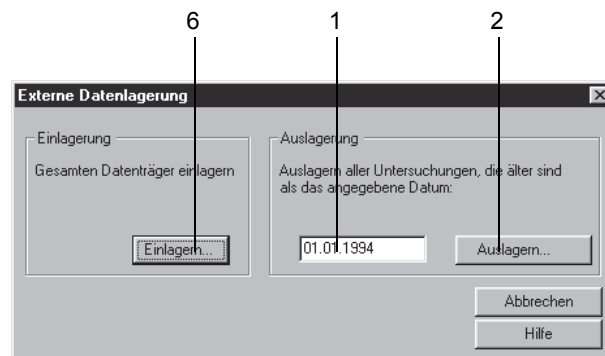 6 1 2
Externe Datenlagerung
Einlagerung
Gesamten Datenträger einlagern
Einlagern...
Auslagerung
Auslagern aller Untersuchungen, die älter sind
als das angegebene Datum:
01.01.1994
Auslagern...
Abbrechen
Hilfe